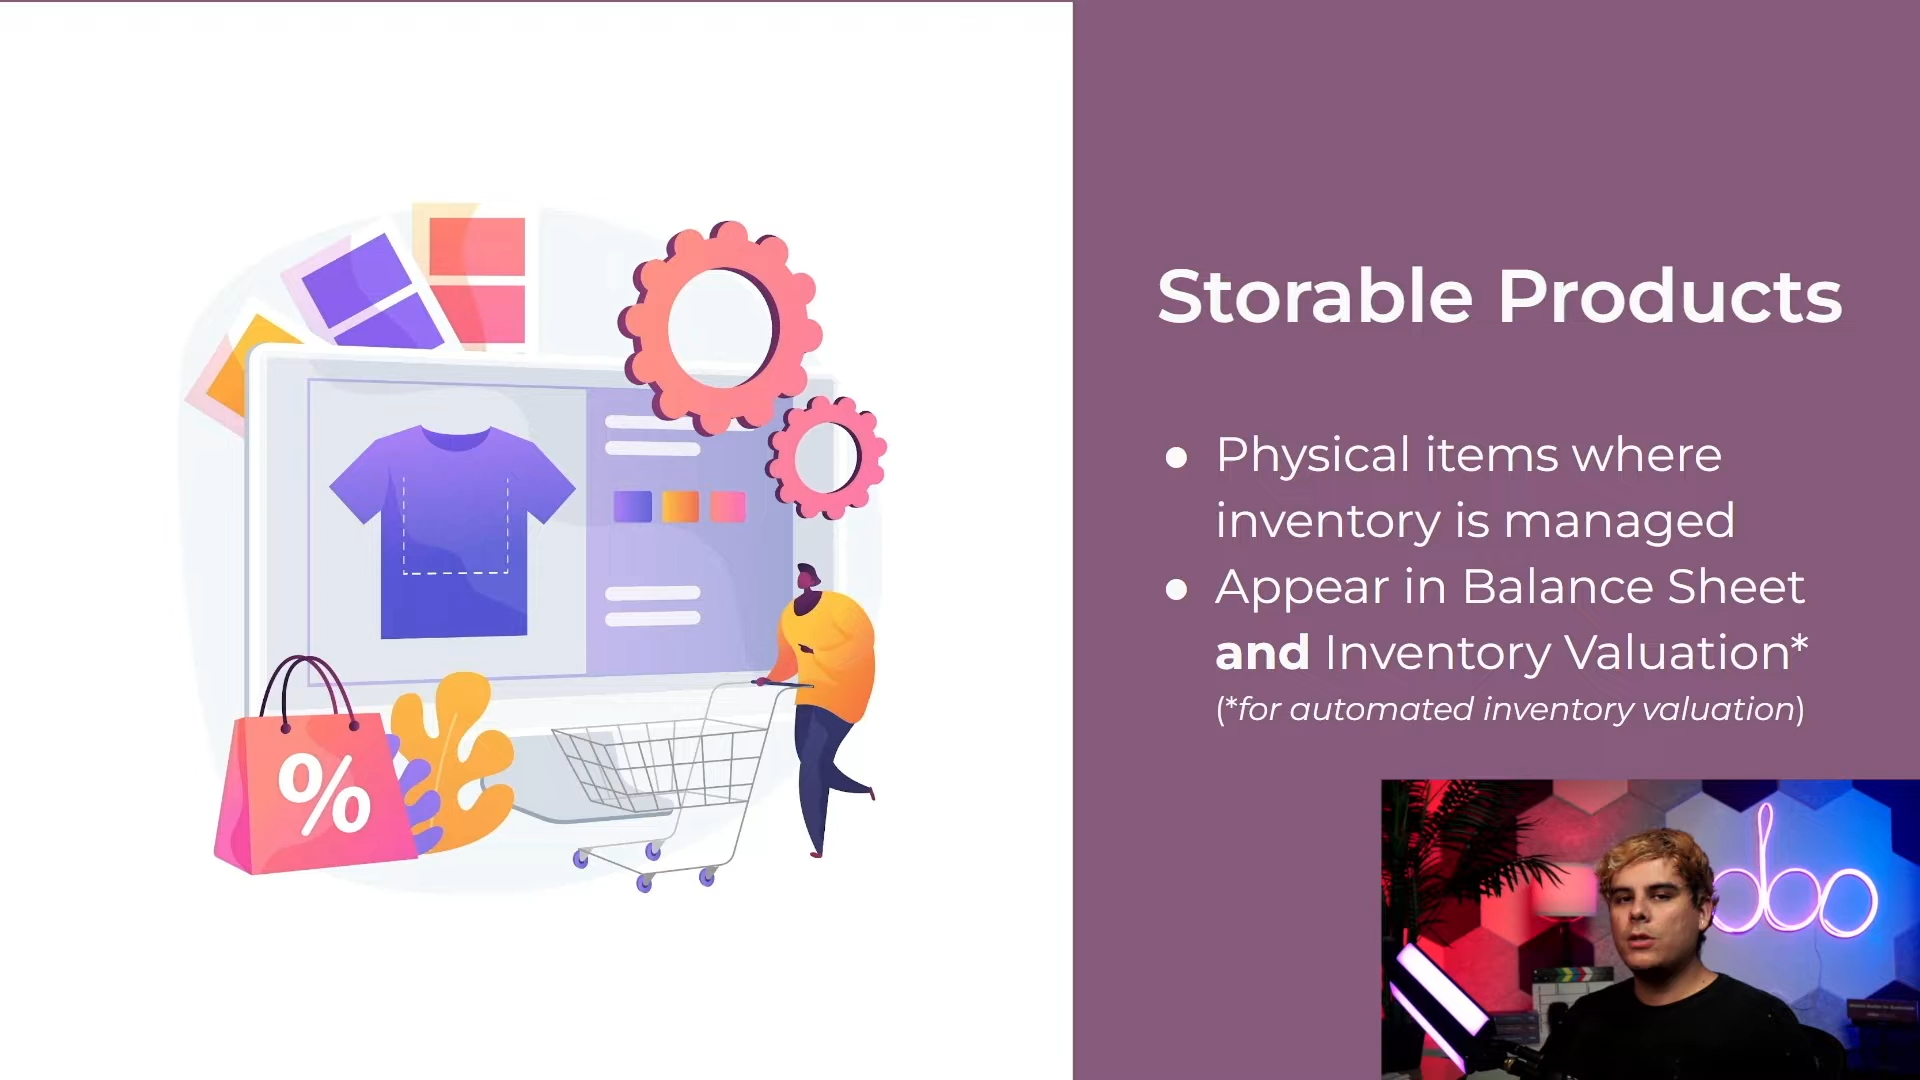 Storable Products
● Physical items where
inventory is managed
● Appear in Balance Sheet
and Inventory Valuation*
(*for automated inventory valuation)
%